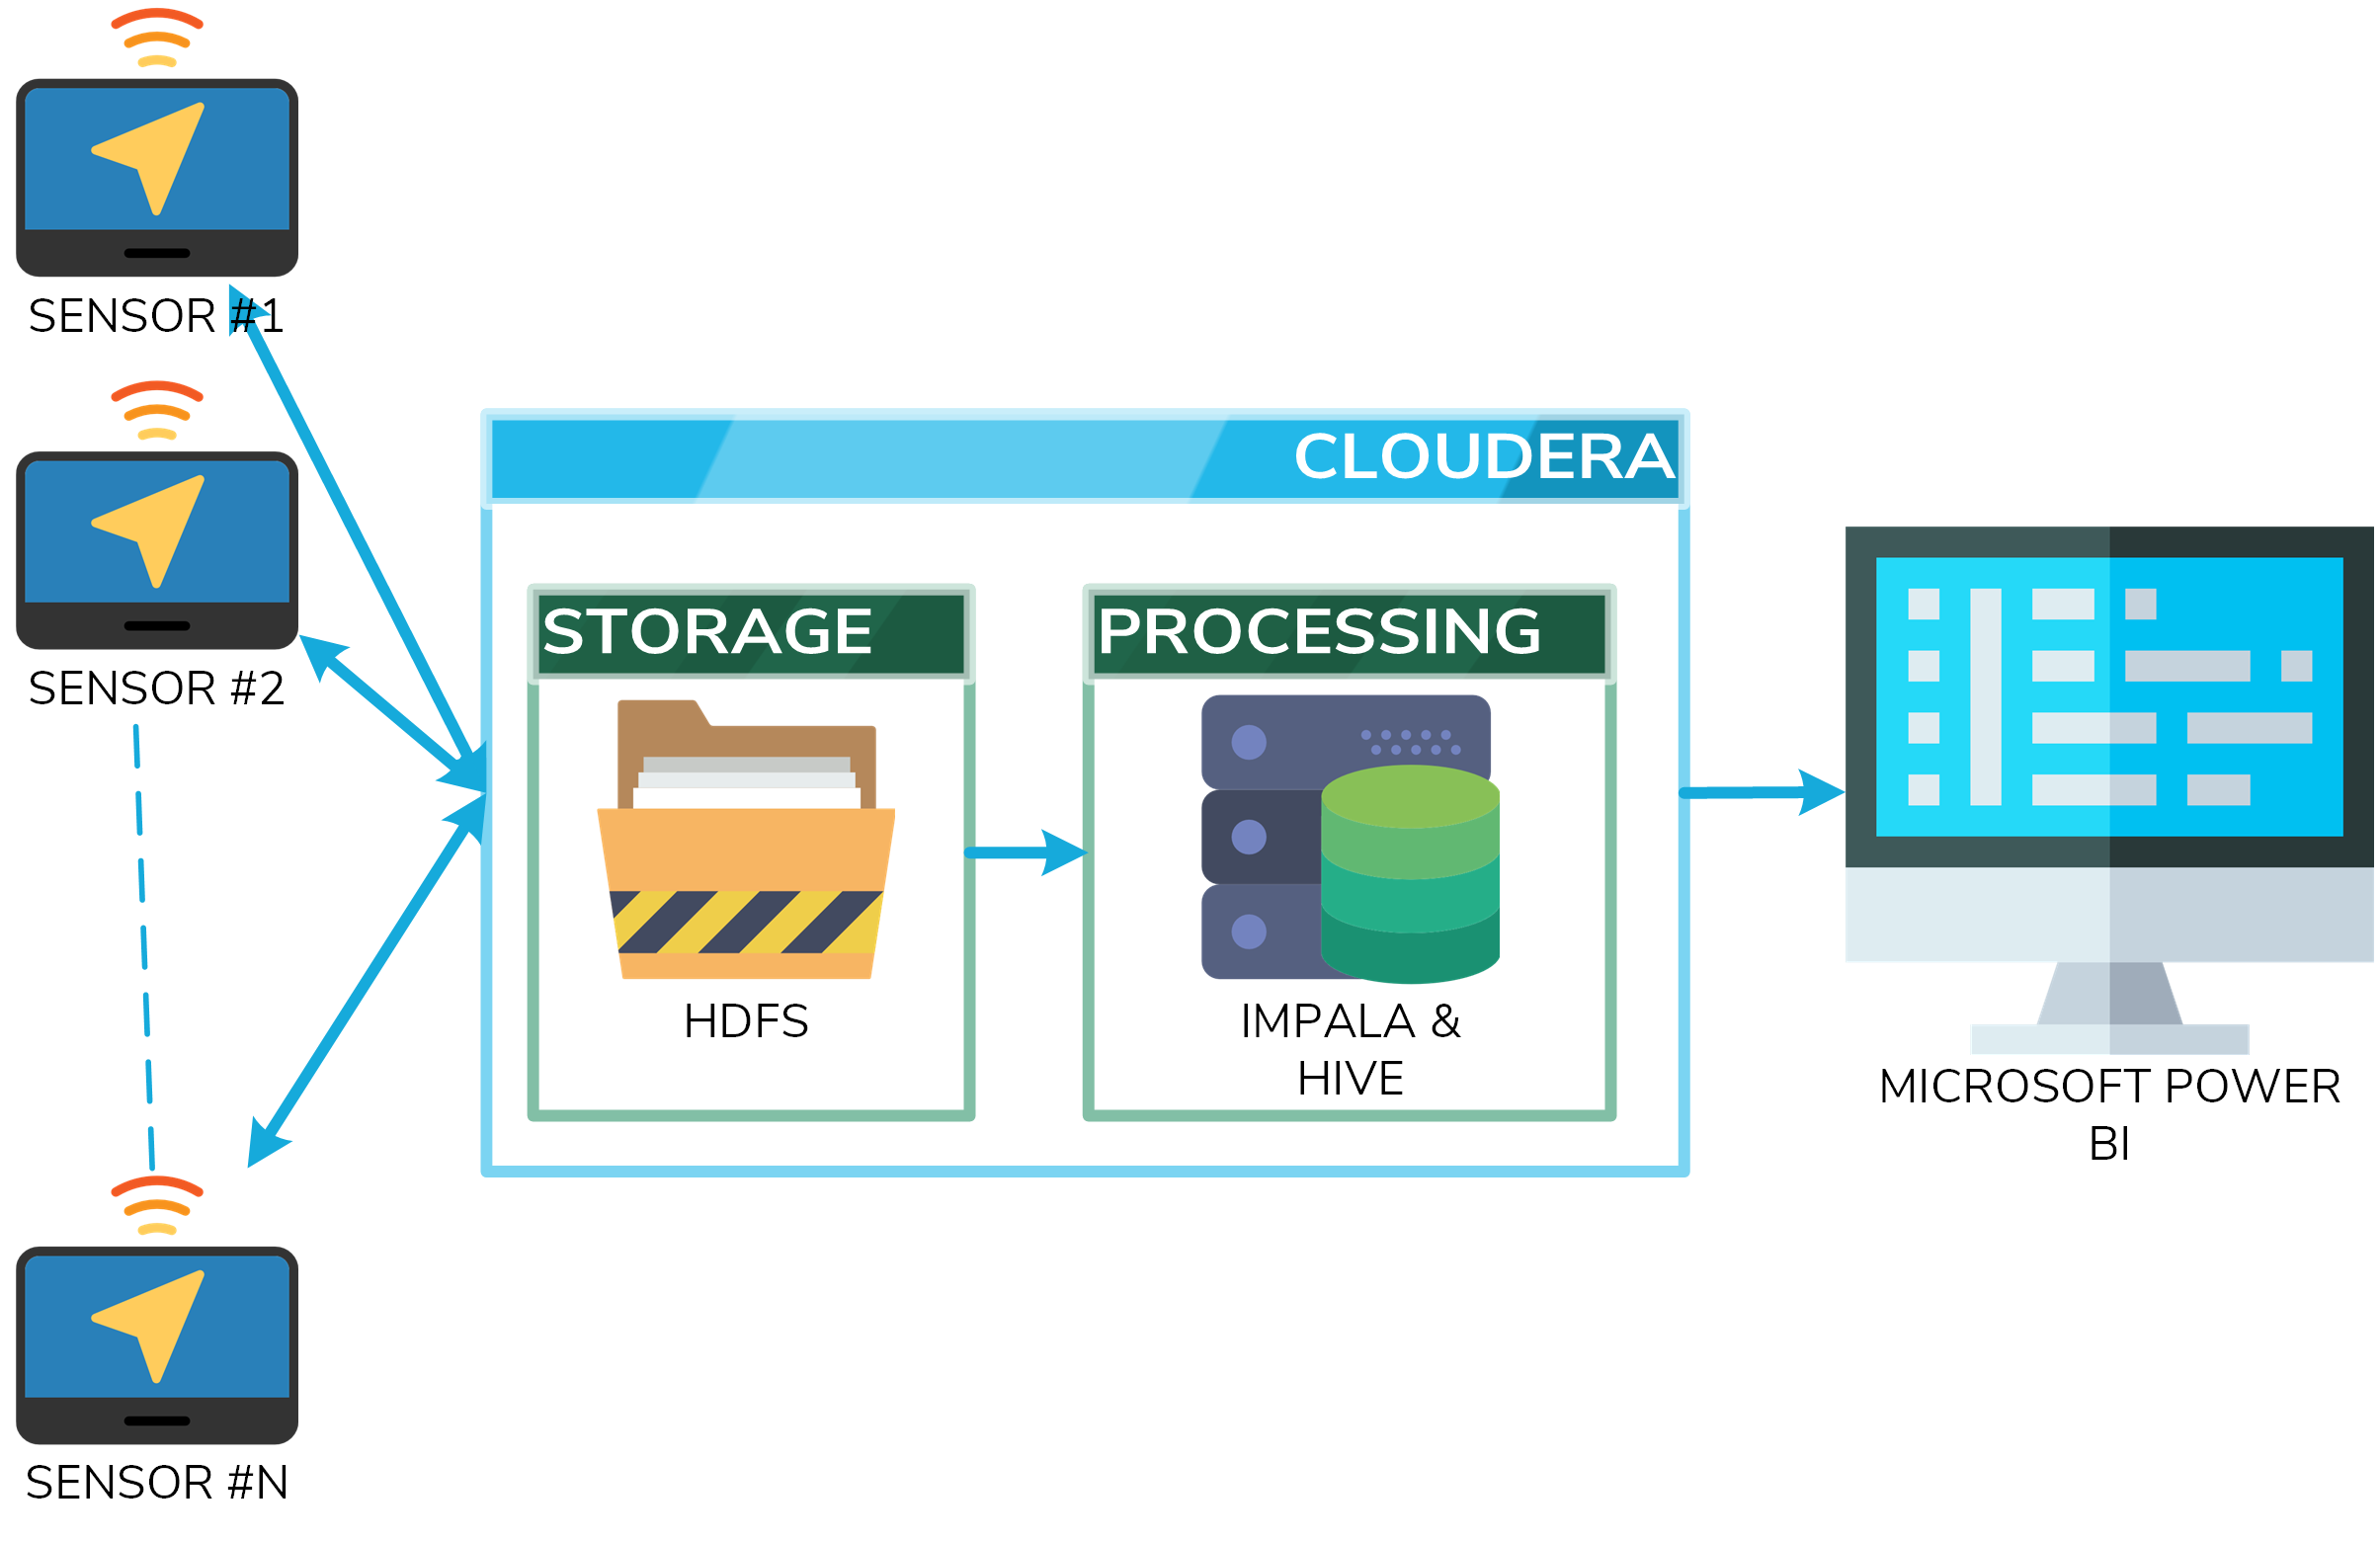 SENSOR #1
SENSOR #2
SENSOR #N
CLOUDERA
STORAGE
HDFS
PROCESSING
IMPALA &
HIVE
MICROSOFT POWER
BI